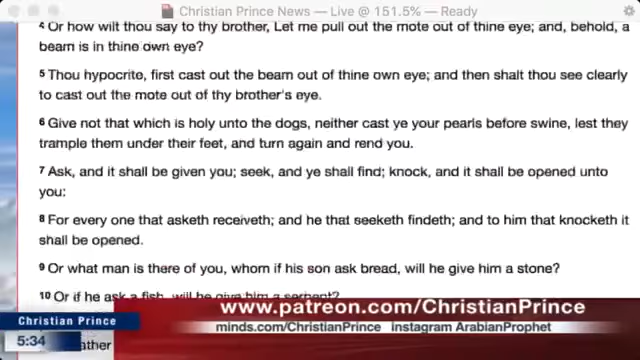 Christian Prince News — Live @ 151.5% — Ready
4 Or how wilt thou say to thy brother, Let me pull out the mote out of thine eye; and, behold, a
beam is in thine own eye?
5 Thou hypocrite, first cast out the beam out of thine own eye; and then shalt thou see clearly
to cast out the mote out of thy brother's eye.
6 Give not that which is holy unto the dogs, neither cast ye your pearls before swine, lest they
trample them under their feet, and turn again and rend you.
7 Ask, and it shall be given you; seek, and ye shall find; knock, and it shall be opened unto
you:
8 For every one that asketh receiveth; and he that seeketh findeth; and to him that knocketh it
shall be opened.
9 Or what man is there of you, whom if his son ask bread, will he give him a stone?
10 Or if he ask a fish, will he give him a serpent?
www.patreon.com/ChristianPrince
Christian Prince
minds.com/ChristianPrince instagram ArabianProphet
5:34
ather